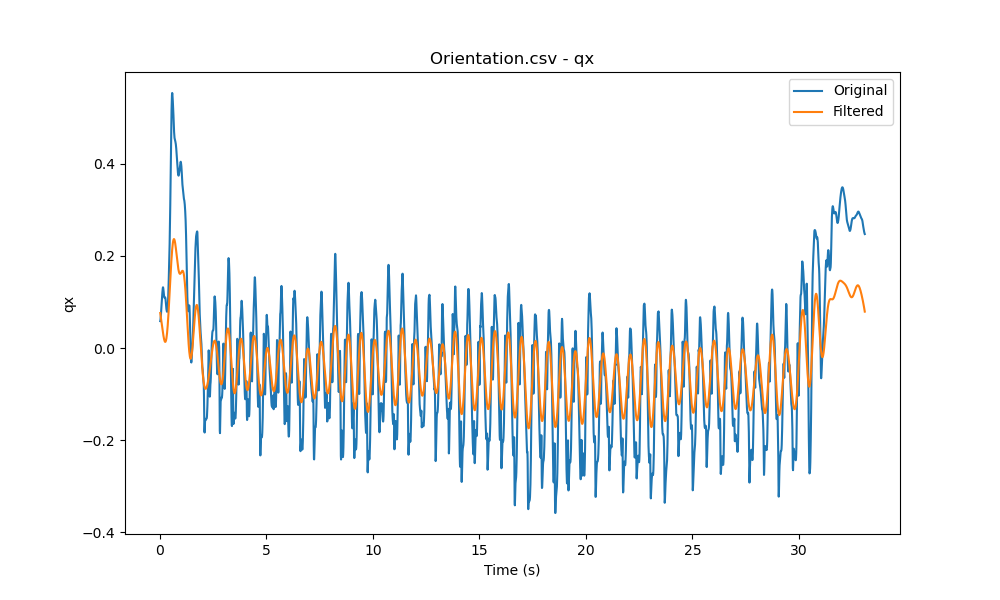 Orientation.csv - qx
Original
Filtered
qx
0.4
0.2
0.0
−0.2
−0.4
0 5 10 15 20 25 30
Time (s)